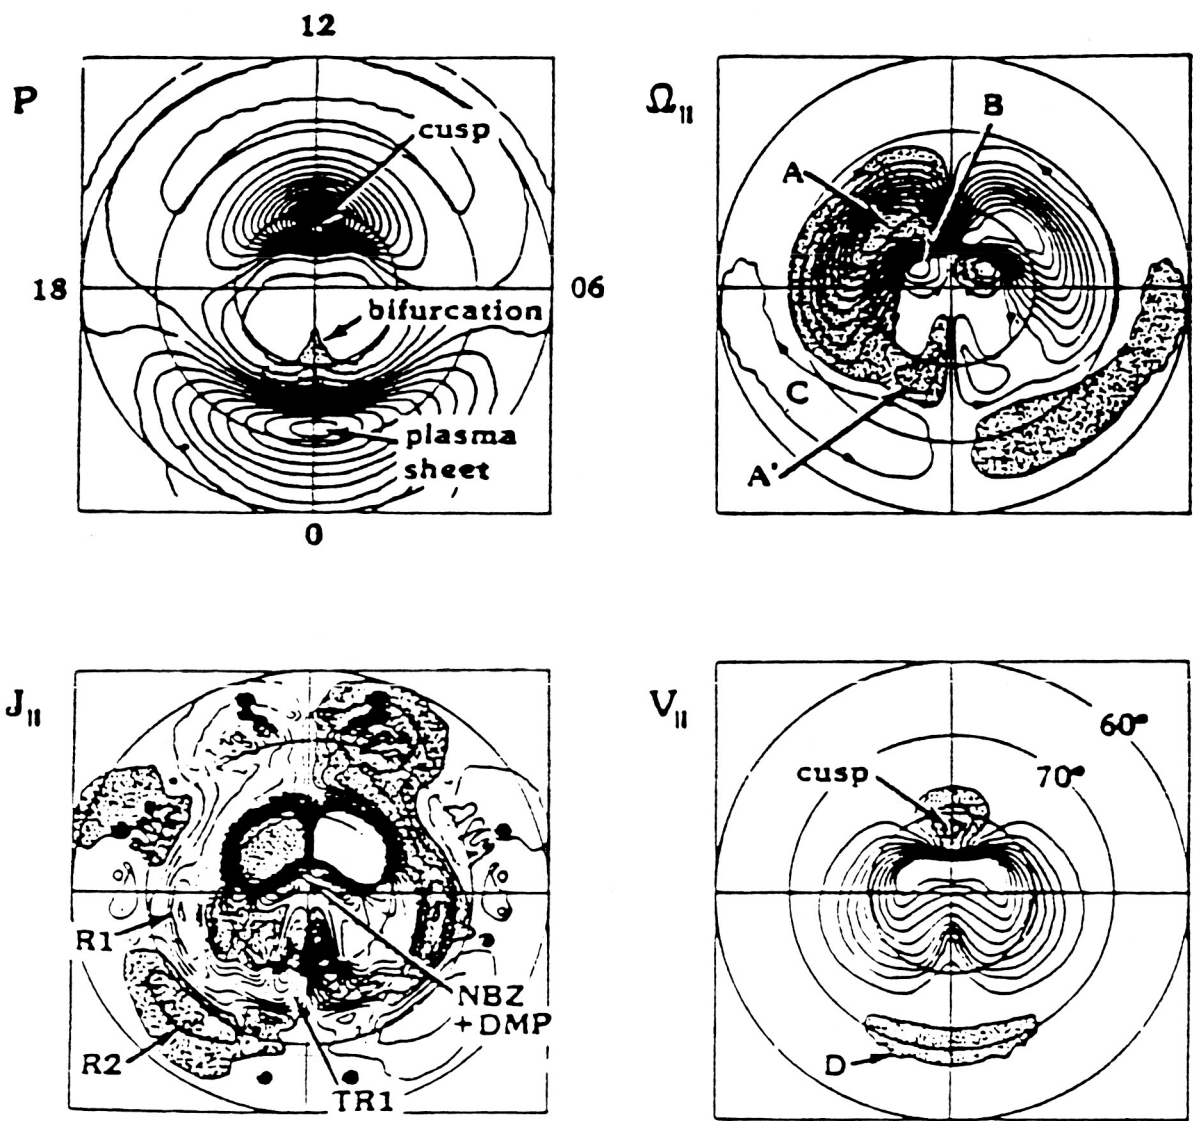 12
P
cusp
18
06
bifurcation
plasma
sheet
0
Ω||
B
A
C
A'
J||
R1
R2
NBZ
+DMP
TR1
V||
60°
cusp
70°
D